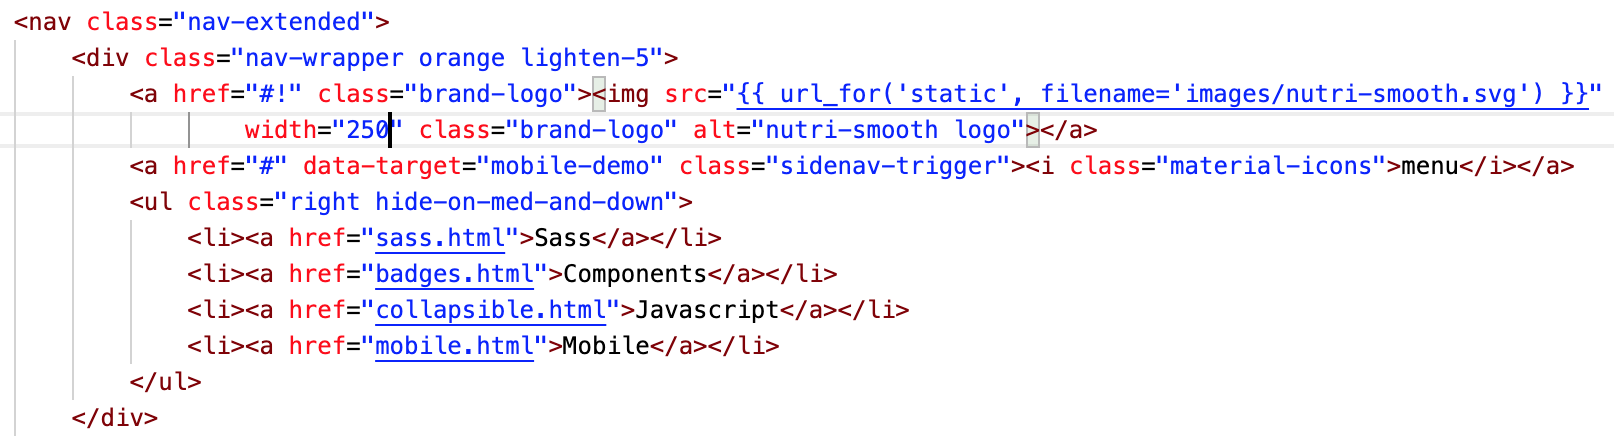 <nav class="nav-extended">
<div class="nav-wrapper orange lighten-5">
<a href="#!" class="brand-logo"><img src="{{ url_for('static', filename='images/nutri-smooth.svg') }}"
width="250" class="brand-logo" alt="nutri-smooth logo"></a>
<a href="#" data-target="mobile-demo" class="sidenav-trigger"><i class="material-icons">menu</i></a>
<ul class="right hide-on-med-and-down">
<li><a href="sass.html">Sass</a></li>
<li><a href="badges.html">Components</a></li>
<li><a href="collapsible.html">Javascript</a></li>
<li><a href="mobile.html">Mobile</a></li>
</ul>
</div>